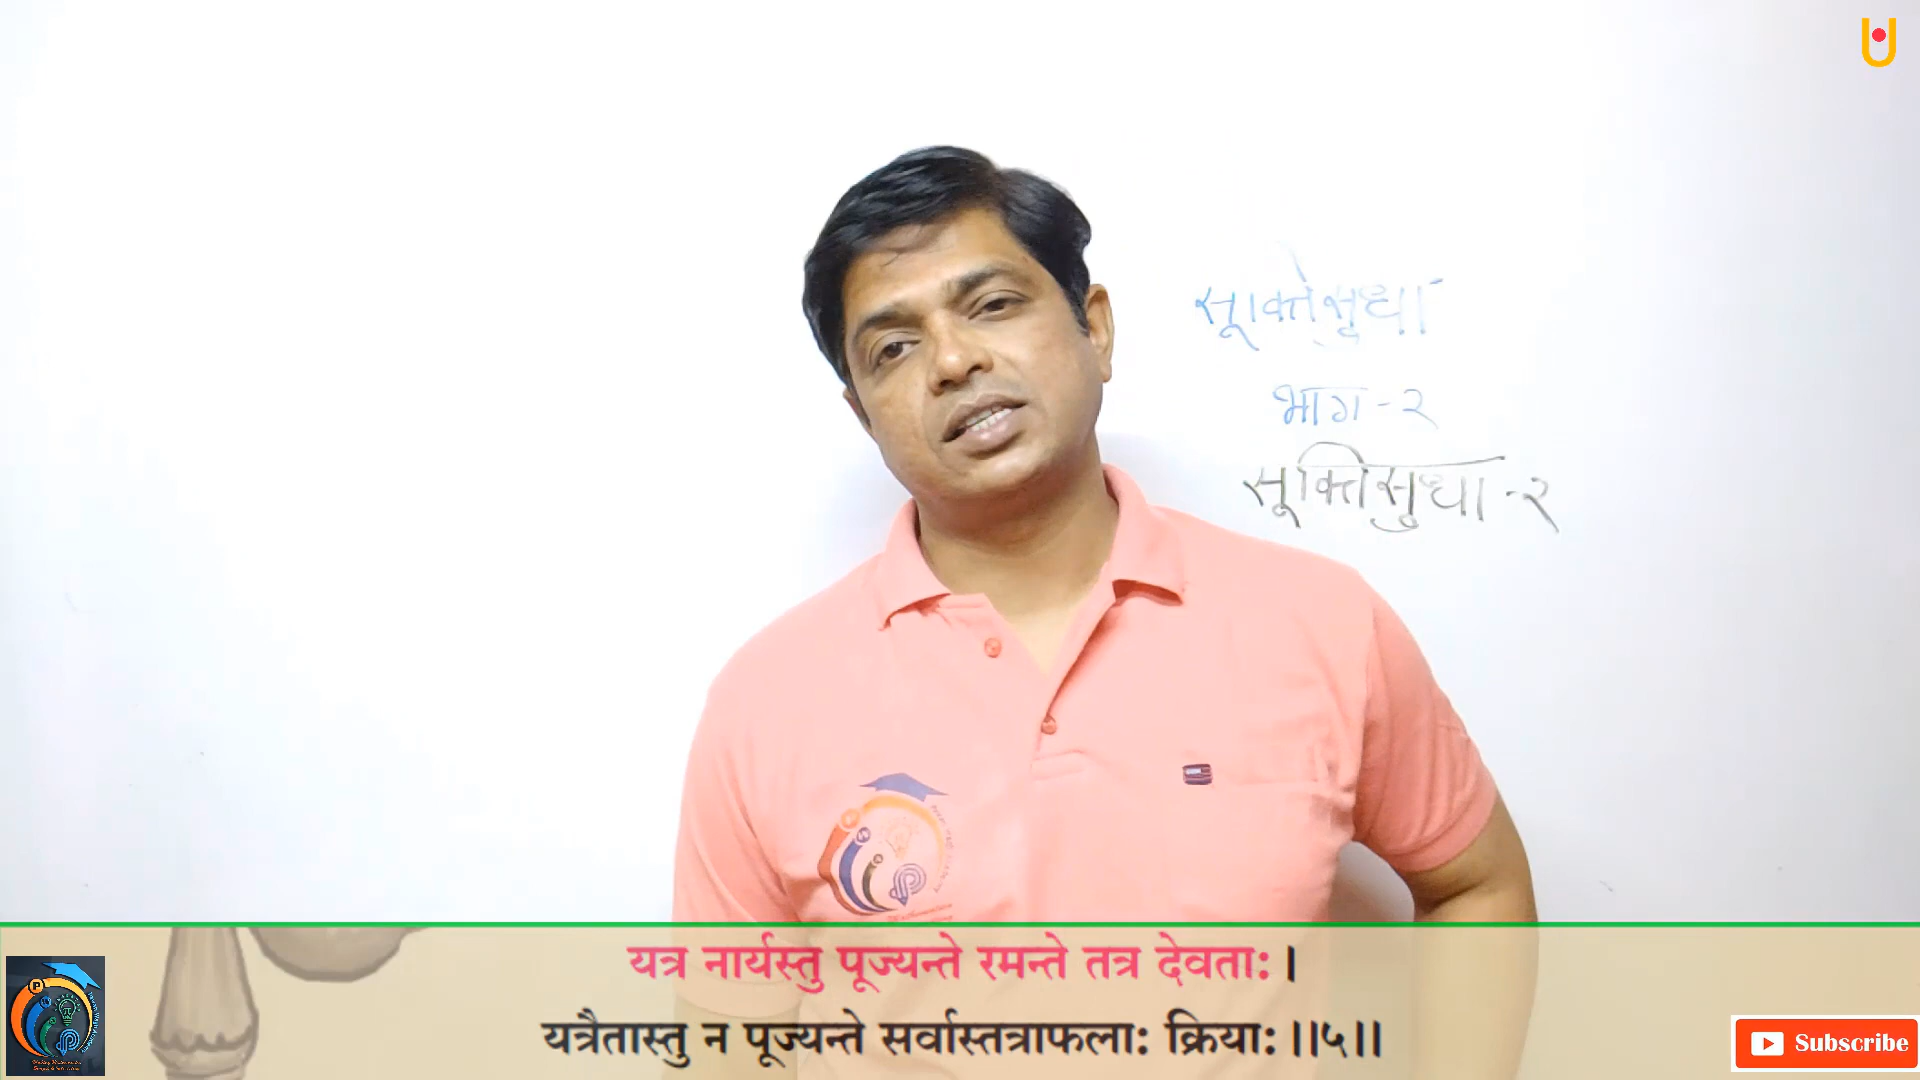 सूक्तिसुधा
भाग - २
सूक्तिसुधा - २
यत्र नार्यस्तु पूज्यन्ते रमन्ते तत्र देवताः।
यत्रैतास्तु न पूज्यन्ते सर्वास्तत्राफलाः क्रियाः।।५।।
Subscribe